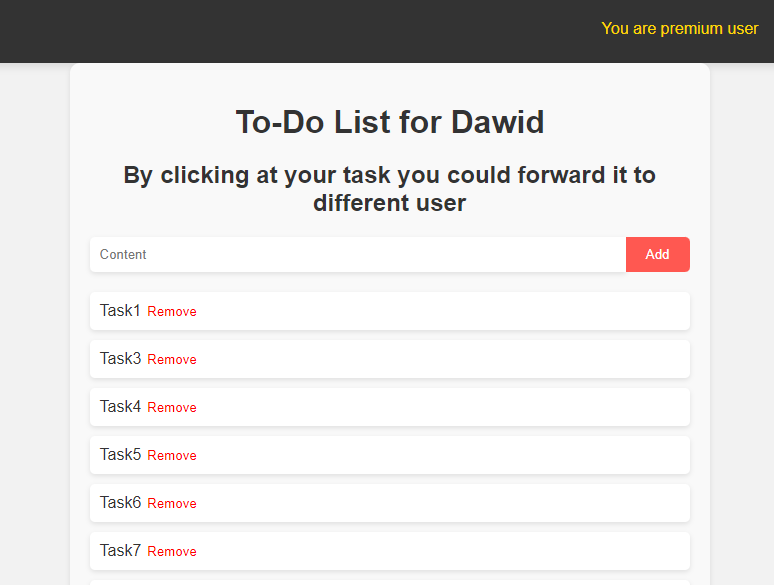 You are premium user
To-Do List for Dawid
By clicking at your task you could forward it to
different user
Content Add
Task1 Remove
Task3 Remove
Task4 Remove
Task5 Remove
Task6 Remove
Task7 Remove